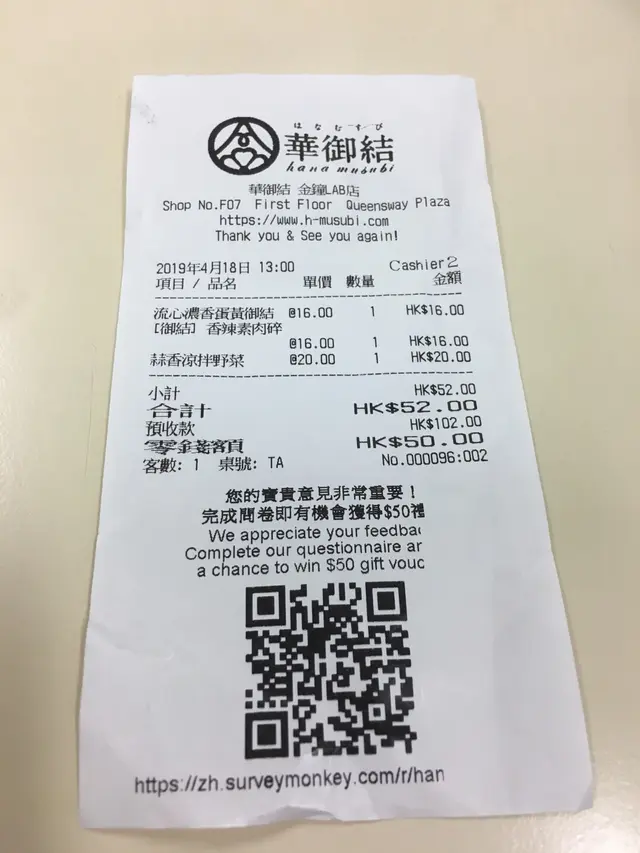 はなむすび
華御結
hana musubi
華御結 金鐘LAB店
Shop No.F07 First Floor Queensway Plaza
https://www.h-musubi.com
Thank you & See you again!
2019年4月18日 13:00 Cashier2
項目 / 品名 單價 數量 金額
流心濃香蛋黃御結 @16.00 1 HK$16.00
[御結] 香辣素肉碎
@16.00 1 HK$16.00
蒜香涼拌野菜 @20.00 1 HK$20.00
小計 HK$52.00
合計 HK$52.00
預收款 HK$102.00
零錢額 HK$50.00
客數: 1 桌號: TA No.000096:002
您的寶貴意見非常重要！
完成問卷即有機會獲得$50禮
We appreciate your feedbac
Complete our questionnaire ar
a chance to win $50 gift vouc
https://zh.surveymonkey.com/r/han